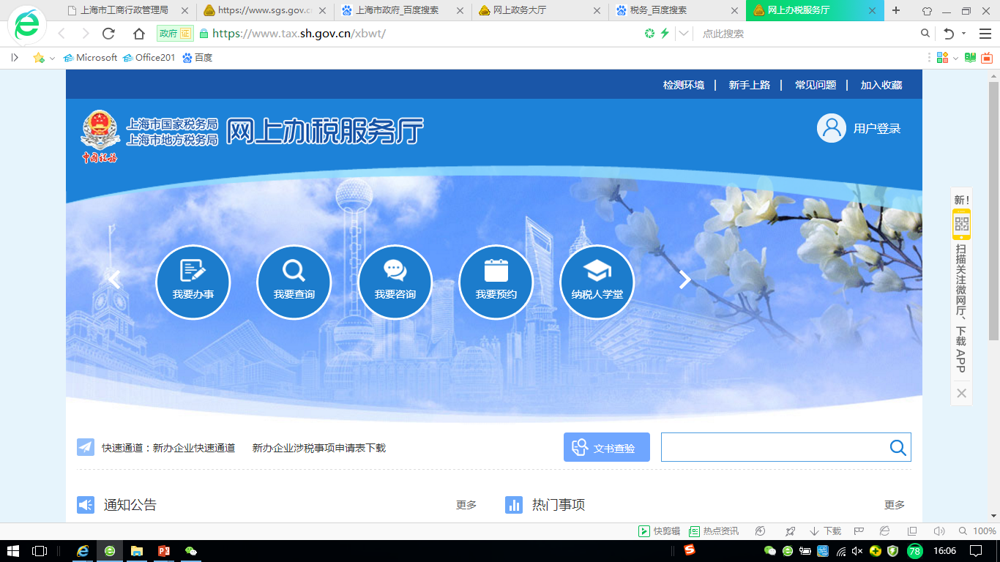 上海市工商行政管理局
https://www.sgs.gov.c
上海市政府_百度搜索
网上政务大厅
税务_百度搜索
网上办税服务厅
政府 证
https://www.tax.sh.gov.cn/xbwt/
点此搜索
Microsoft
Office201
百度
检测环境 | 新手上路 | 常见问题 | 加入收藏
上海市国家税务局
上海市地方税务局
网上办税服务厅
中国税务
用户登录
我要办事
我要查询
我要咨询
我要预约
纳税人学堂
新!
扫描关注微网厅、下载APP
快速通道：新办企业快速通道
新办企业涉税事项申请表下载
文书查验
通知公告
更多
热门事项
更多
快剪辑
热点资讯
下载
100%
78
16:06